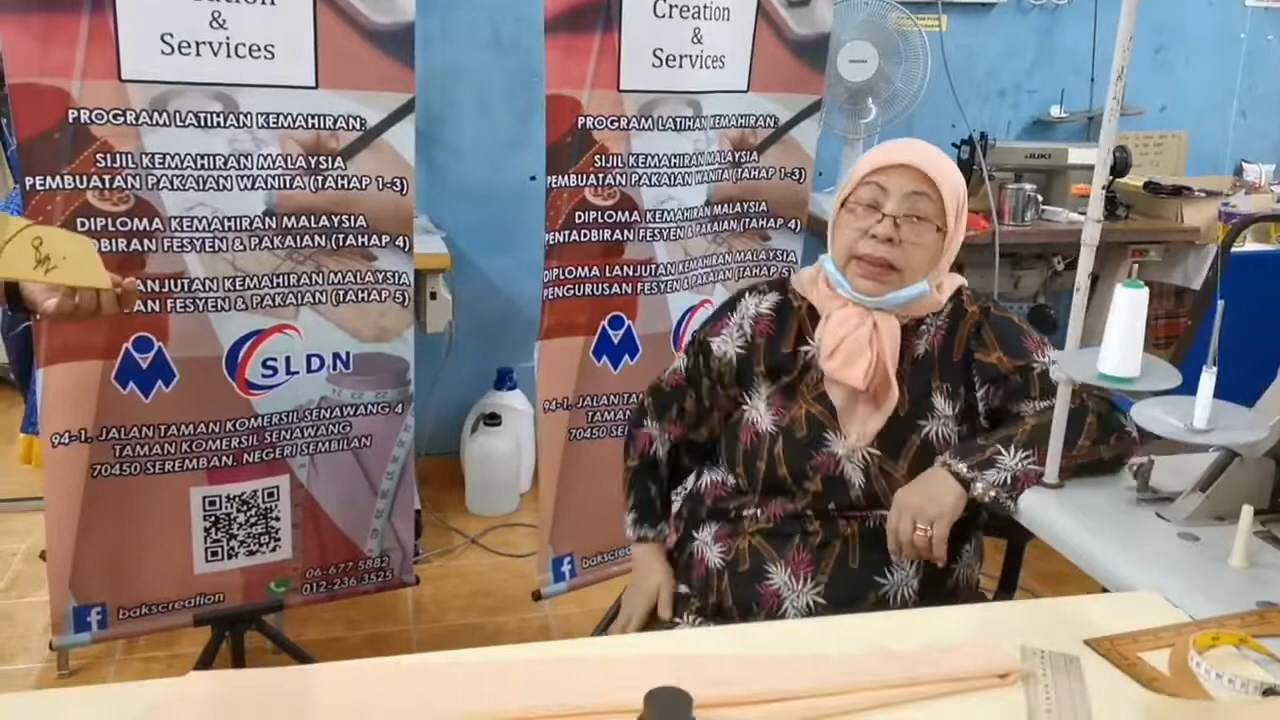 &
Services
PROGRAM LATIHAN KEMAHIRAN:
SIJIL KEMAHIRAN MALAYSIA
PEMBUATAN PAKAIAN WANITA (TAHAP 1-3)
DIPLOMA KEMAHIRAN MALAYSIA
FESYEN & PAKAIAN (TAHAP 4)
KEMAHIRAN MALAYSIA
FESYEN & PAKAIAN (TAHAP 5)
SLDN
94-1, JALAN TAMAN KOMERSIL SENAWANG 4
TAMAN KOMERSIL SENAWANG
70450 SEREMBAN, NEGERI SEMBILAN
06-677 5882
012-236 3525
f bakscreation
Creation
&
Services
PROGRAM LATIHAN KEMAHIRAN:
SIJIL KEMAHIRAN MALAYSIA
PEMBUATAN PAKAIAN WANITA (TAHAP 1-3)
DIPLOMA KEMAHIRAN MALAYSIA
PENTADBIRAN FESYEN & PAKAIAN (TAHAP 4)
DIPLOMA LANJUTAN KEMAHIRAN MALAYSIA
PENGURUSAN FESYEN & PAKAIAN (TAHAP 5)
94-1, JALAN
TAMAN
70450
f
JUKI